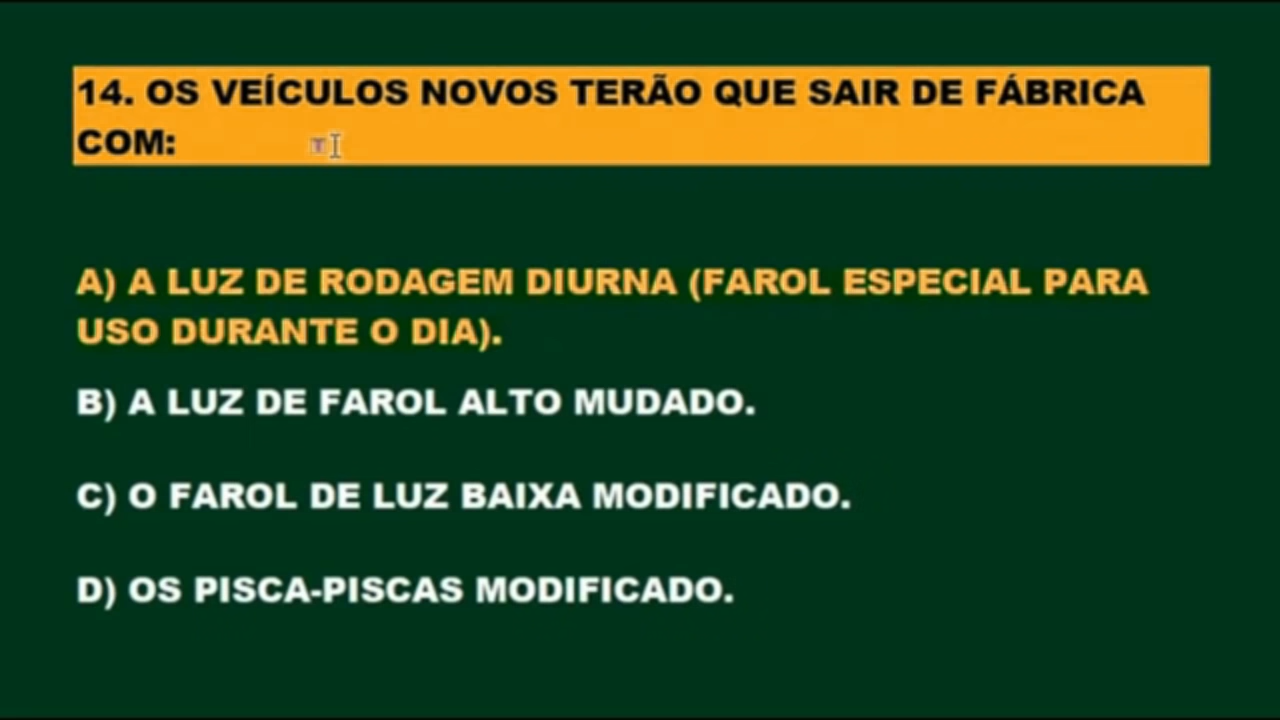 14. OS VEÍCULOS NOVOS TERÃO QUE SAIR DE FÁBRICA
COM:
A) A LUZ DE RODAGEM DIURNA (FAROL ESPECIAL PARA
USO DURANTE O DIA).
B) A LUZ DE FAROL ALTO MUDADO.
C) O FAROL DE LUZ BAIXA MODIFICADO.
D) OS PISCA-PISCAS MODIFICADO.